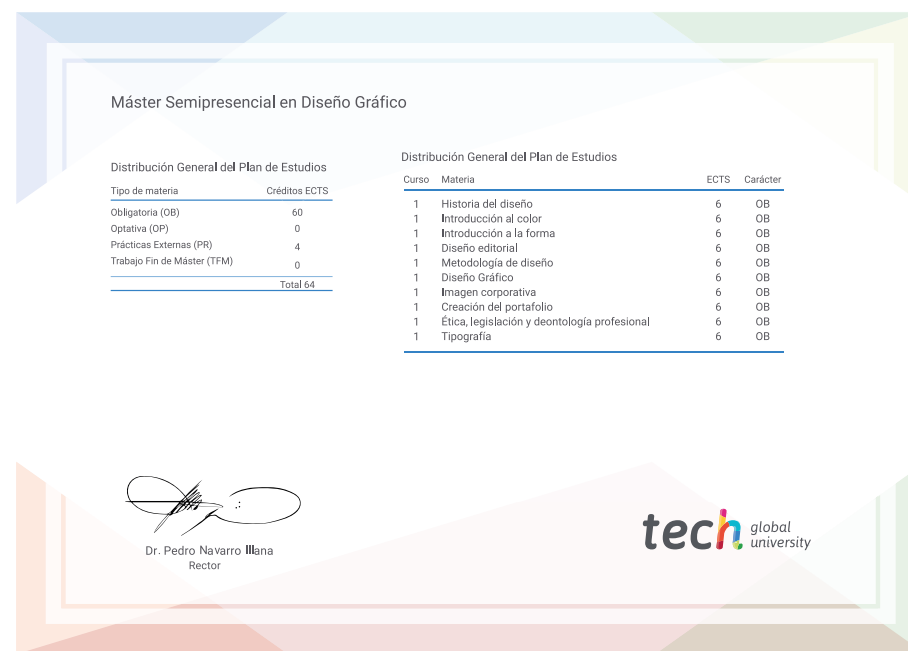 Máster Semipresencial en Diseño Gráfico
Distribución General del Plan de Estudios
Tipo de materia Créditos ECTS
Obligatoria (OB) 60
Optativa (OP) 0
Prácticas Externas (PR) 4
Trabajo Fin de Máster (TFM) 0
Total 64
Distribución General del Plan de Estudios
Curso Materia ECTS Carácter
1 Historia del diseño 6 OB
1 Introducción al color 6 OB
1 Introducción a la forma 6 OB
1 Diseño editorial 6 OB
1 Metodología de diseño 6 OB
1 Diseño Gráfico 6 OB
1 Imagen corporativa 6 OB
1 Creación del portafolio 6 OB
1 Ética, legislación y deontología profesional 6 OB
1 Tipografía 6 OB
Dr. Pedro Navarro Illana
Rector
tech global
university